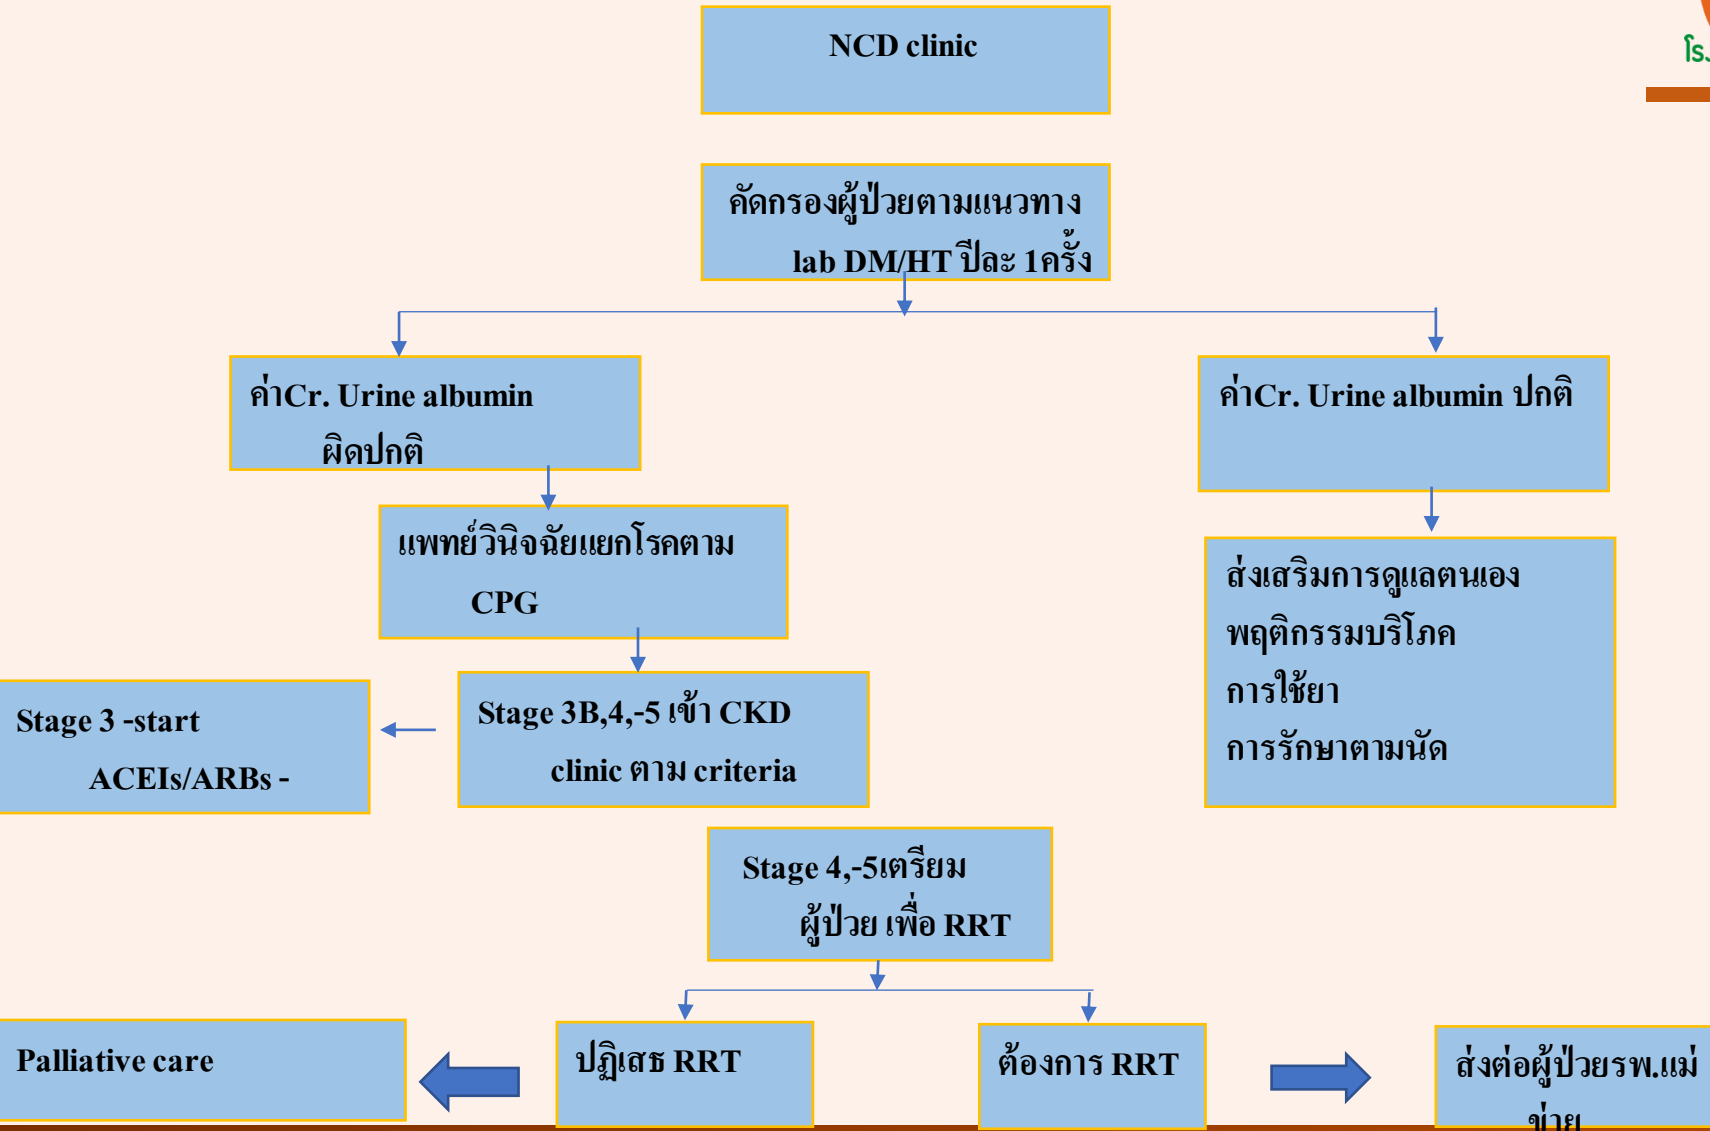 NCD clinic
คัดกรองผู้ป่วยตามแนวทาง
lab DM/HT ปีละ 1ครั้ง
ค่าCr. Urine albumin
ผิดปกติ
ค่าCr. Urine albumin ปกติ
แพทย์วินิจฉัยแยกโรคตาม
CPG
ส่งเสริมการดูแลตนเอง
พฤติกรรมบริโภค
การใช้ยา
การรักษาตามนัด
Stage 3 -start
ACEIs/ARBs -
Stage 3B,4,-5 เข้า CKD
clinic ตาม criteria
Stage 4,-5เตรียม
ผู้ป่วย เพื่อ RRT
Palliative care
ปฏิเสธ RRT
ต้องการ RRT
ส่งต่อผู้ป่วยรพ.แม่
ข่าย